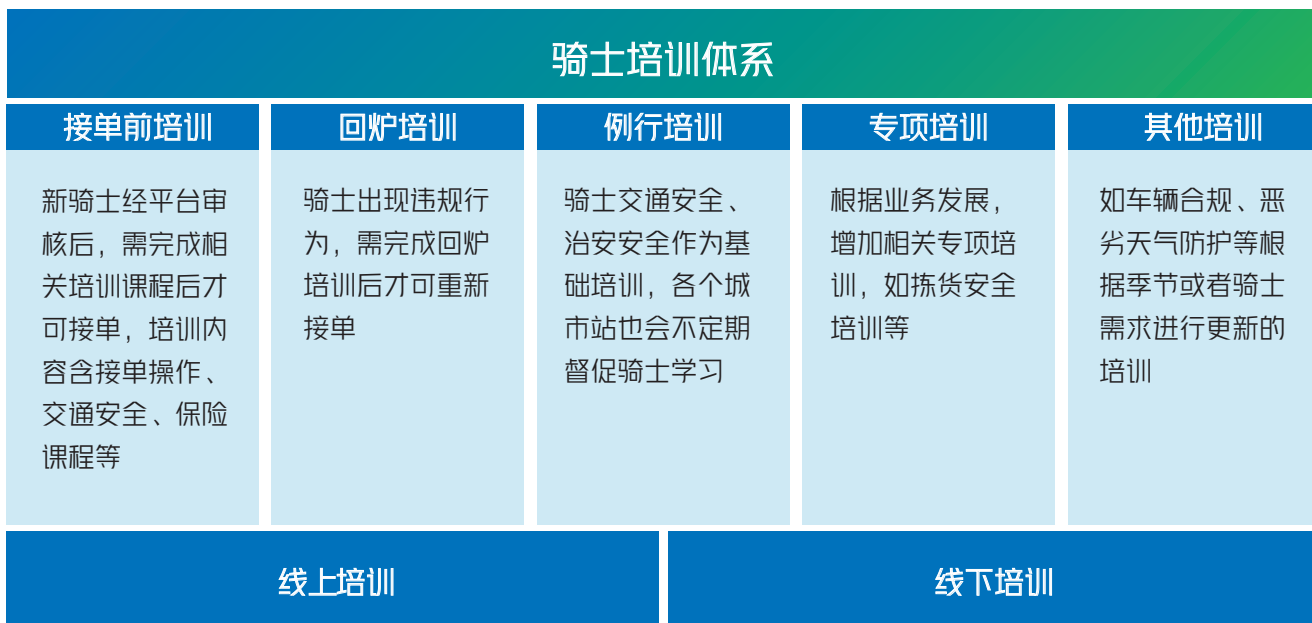 骑士培训体系
接单前培训
新骑士经平台审
核后，需完成相
关培训课程后才
可接单，培训内
容含接单操作、
交通安全、保险
课程等
回炉培训
骑士出现违规行
为，需完成回炉
培训后才可重新
接单
例行培训
骑士交通安全、
治安安全作为基
础培训，各个城
市站也会不定期
督促骑士学习
专项培训
根据业务发展，
增加相关专项培
训，如拣货安全
培训等
其他培训
如车辆合规、恶
劣天气防护等根
据季节或者骑士
需求进行更新的
培训
线上培训
线下培训